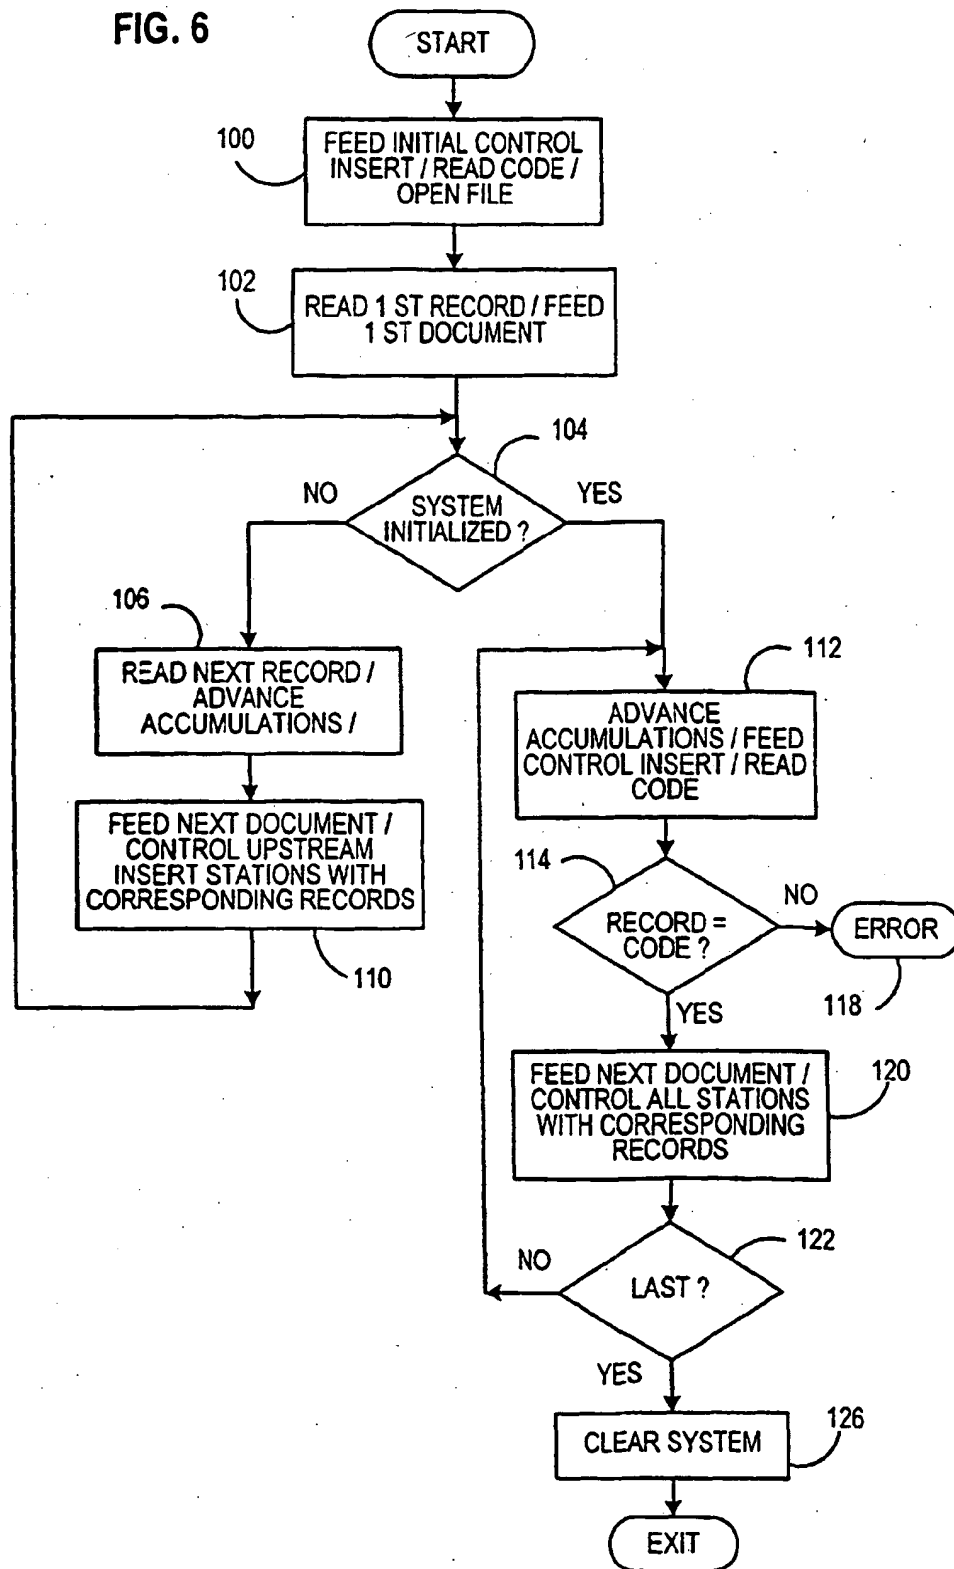 FIG. 6
START
100
FEED INITIAL CONTROL
INSERT / READ CODE /
OPEN FILE
102
READ 1 ST RECORD / FEED
1 ST DOCUMENT
104
NO
YES
SYSTEM
INITIALIZED ?
106
READ NEXT RECORD /
ADVANCE
ACCUMULATIONS /
112
ADVANCE
ACCUMULATIONS / FEED
CONTROL INSERT / READ
CODE
FEED NEXT DOCUMENT /
CONTROL UPSTREAM
INSERT STATIONS WITH
CORRESPONDING RECORDS
110
114
RECORD =
CODE ?
NO
ERROR
118
YES
FEED NEXT DOCUMENT /
CONTROL ALL STATIONS
WITH CORRESPONDING
RECORDS
120
122
NO
LAST ?
YES
CLEAR SYSTEM
126
EXIT